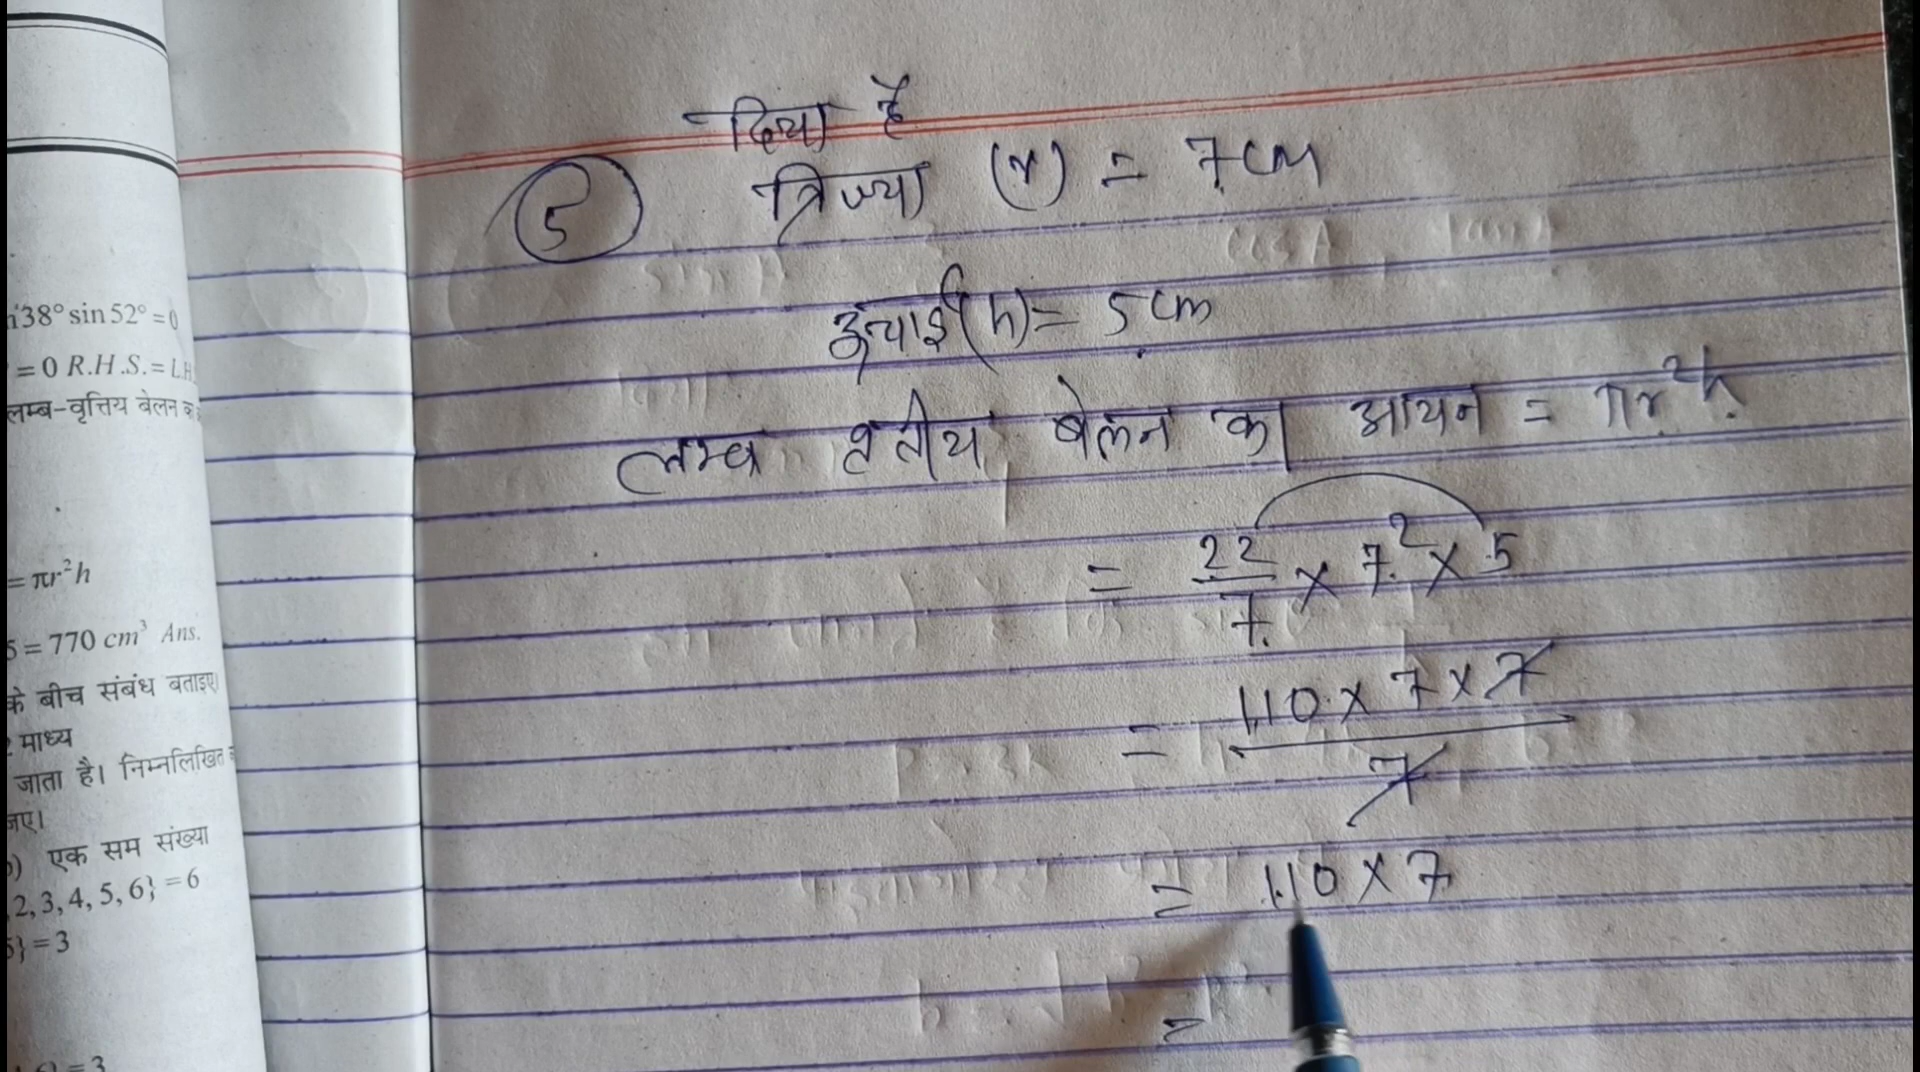 n 38° sin 52° = 0
= 0 R.H.S. = L.H
लम्ब-वृत्तिय बेलन का
= πr²h
5 = 770 cm³ Ans.
के बीच संबंध बताइए।
माध्य
जाता है। निम्नलिखित
) एक सम संख्या
2, 3, 4, 5, 6} = 6
} = 3
= 3
दिया है
5 त्रिज्या (r) = 7 cm
ऊँचाई (h) = 5 cm
लम्ब वृतीय बेलन का आयतन = πr²h
= 22/7 × 7² × 5
= 110 × 7 × 7 / 7
= 110 × 7
=